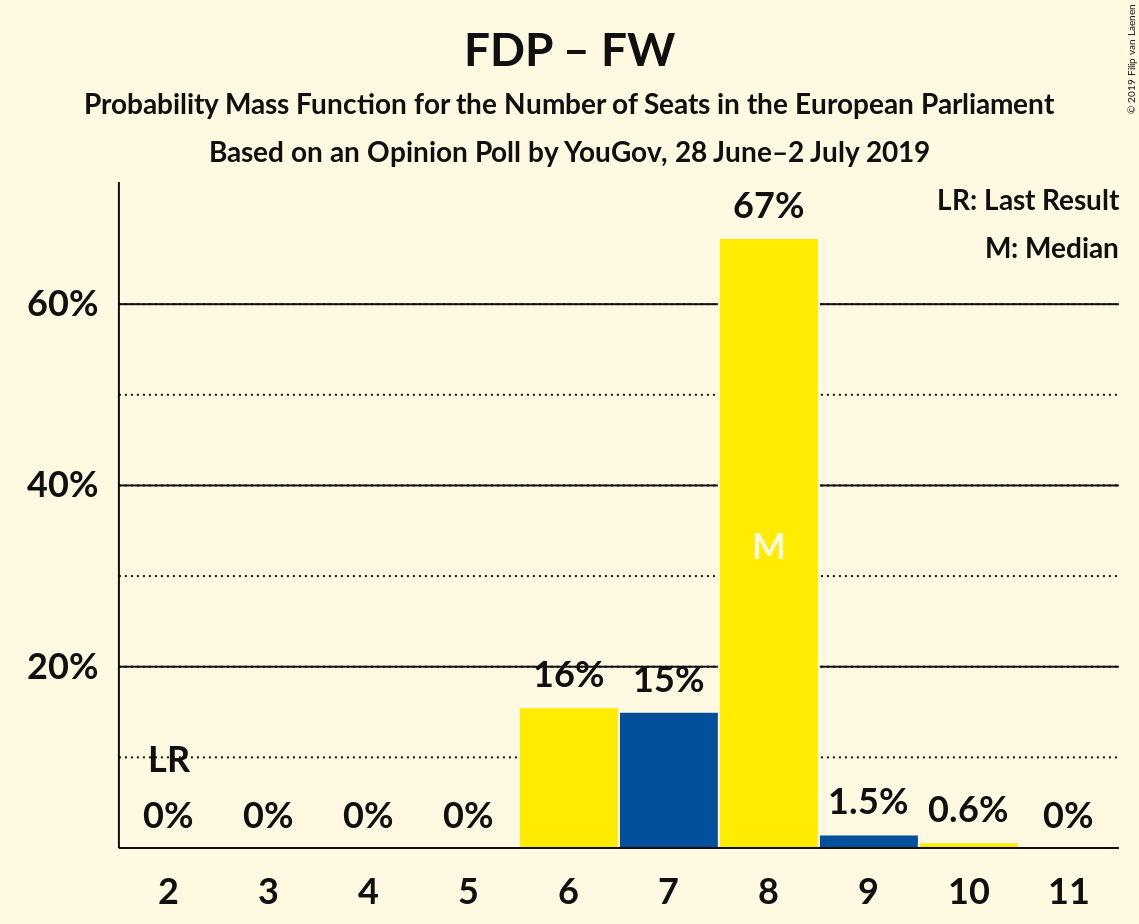 FDP – FW
Probability Mass Function for the Number of Seats in the European Parliament
Based on an Opinion Poll by YouGov, 28 June–2 July 2019
© 2019 Filip van Laenen
LR: Last Result
M: Median
67%
60%
40%
M
20%
16%
15%
LR
0%
0%
0%
0%
1.5%
0.6%
0%
2 3 4 5 6 7 8 9 10 11